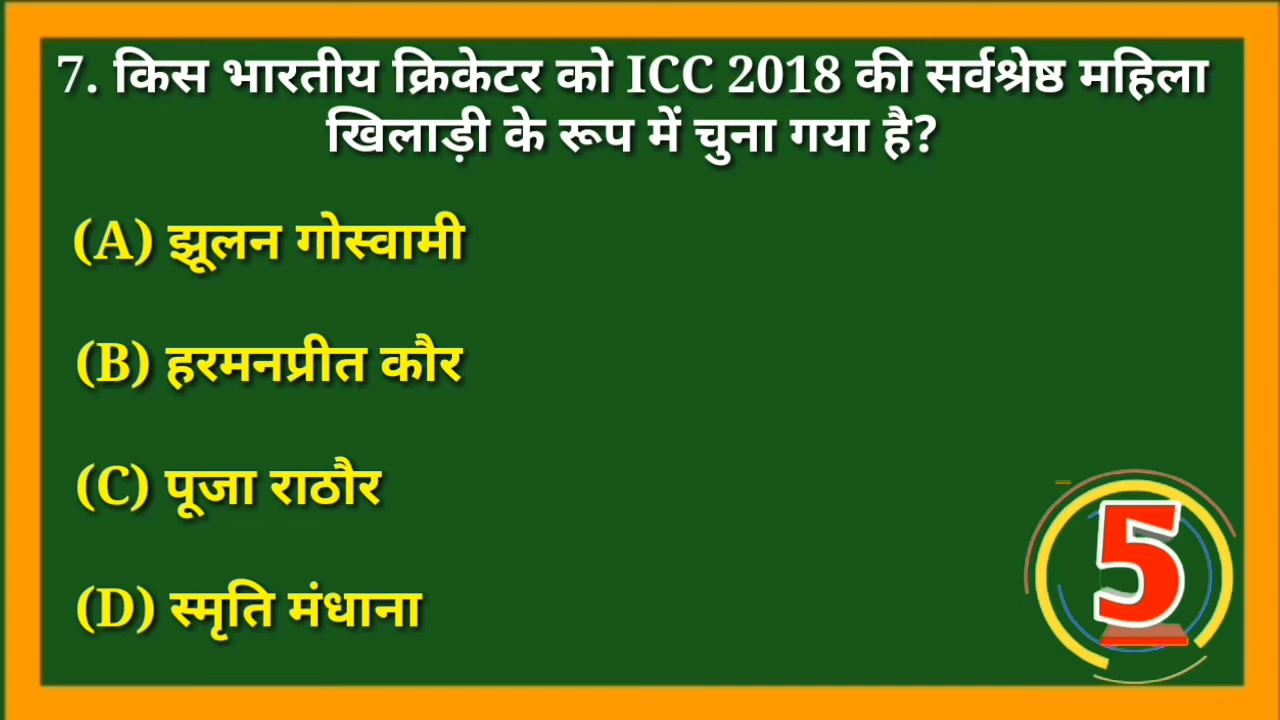 7. किस भारतीय क्रिकेटर को ICC 2018 की सर्वश्रेष्ठ महिला
खिलाड़ी के रूप में चुना गया है?
(A) झूलन गोस्वामी
(B) हरमनप्रीत कौर
(C) पूजा राठौर
(D) स्मृति मंधाना
5